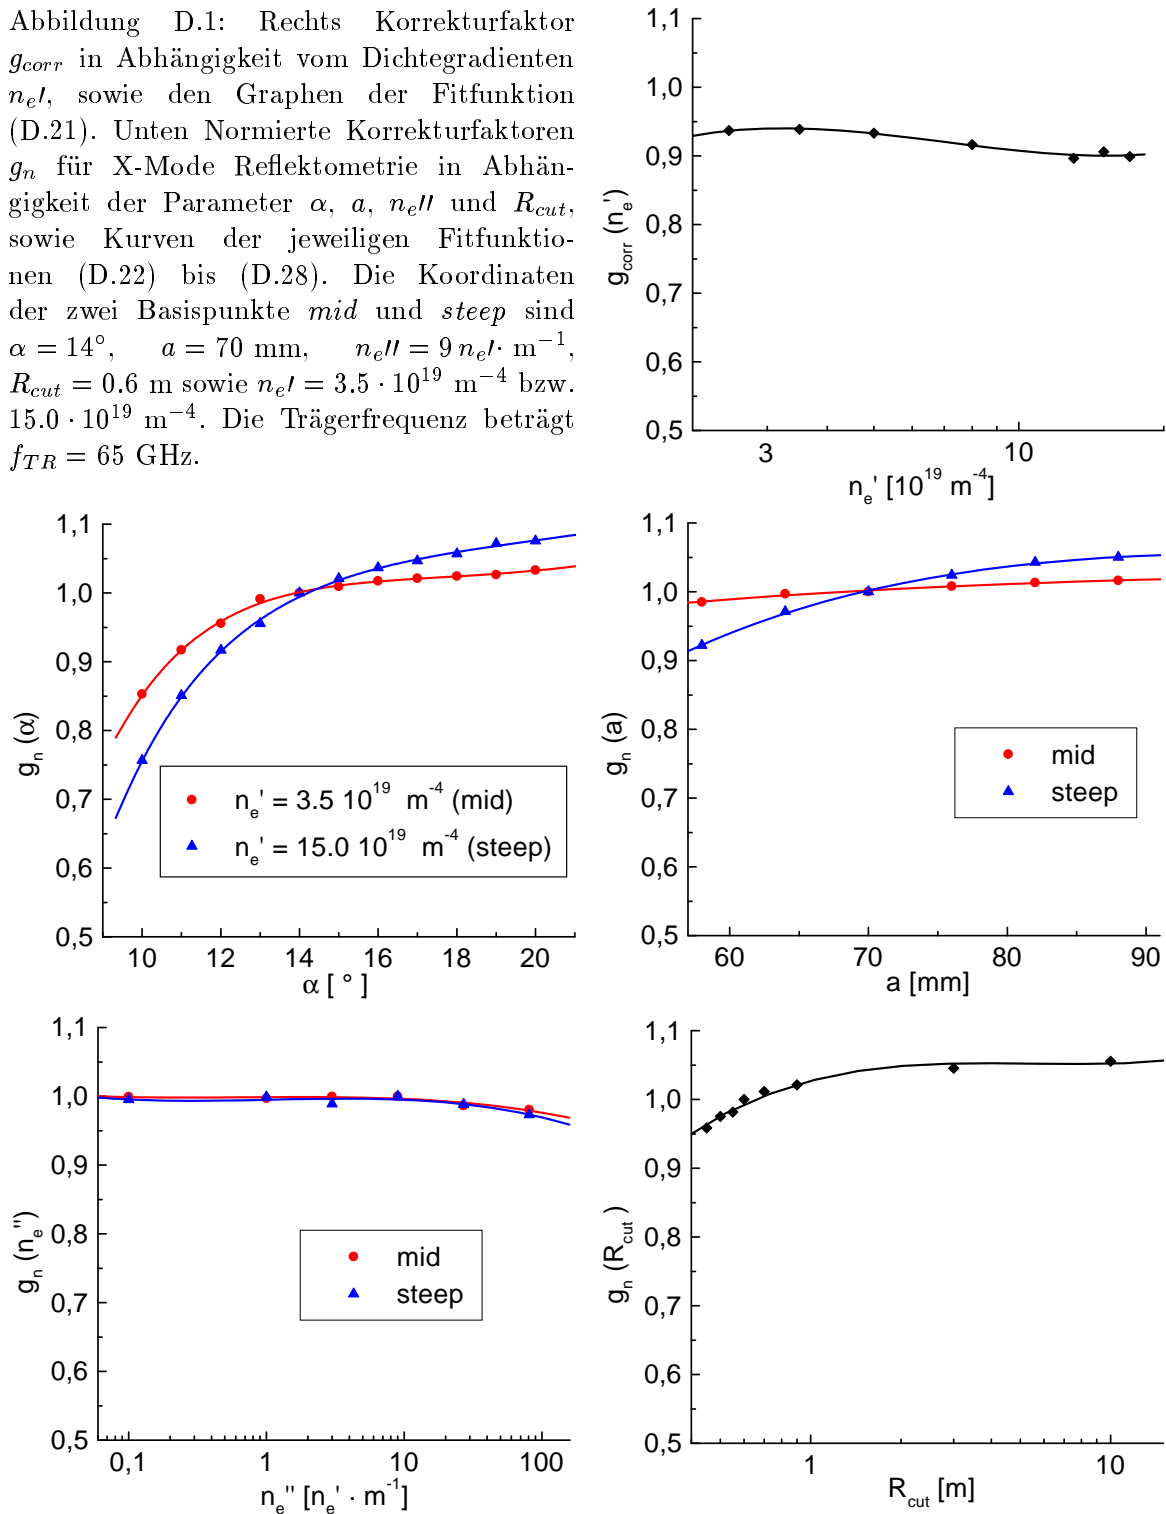 Abbildung D.1: Rechts Korrekturfaktor
g_corr in Abhängigkeit vom Dichtegradienten
n_e′, sowie den Graphen der Fitfunktion
(D.21). Unten Normierte Korrekturfaktoren
g_n für X-Mode Reflektometrie in Abhän-
gigkeit der Parameter α, a, n_e′′ und R_cut,
sowie Kurven der jeweiligen Fitfunktio-
nen (D.22) bis (D.28). Die Koordinaten
der zwei Basispunkte mid und steep sind
α = 14°, a = 70 mm, n_e′′ = 9 n_e′· m⁻¹,
R_cut = 0.6 m sowie n_e′ = 3.5 · 10¹⁹ m⁻⁴ bzw.
15.0 · 10¹⁹ m⁻⁴. Die Trägerfrequenz beträgt
f_TR = 65 GHz.
1,1
1,0
0,9
0,8
0,7
0,6
0,5
g_corr (n_e')
3 10
n_e' [10¹⁹ m⁻⁴]
1,1
1,0
0,9
0,8
0,7
0,6
0,5
g_n (α)
n_e' = 3.5 10¹⁹ m⁻⁴ (mid)
n_e' = 15.0 10¹⁹ m⁻⁴ (steep)
10 12 14 16 18 20
α [ ° ]
1,1
1,0
0,9
0,8
0,7
0,6
0,5
g_n (a)
mid
steep
60 70 80 90
a [mm]
1,1
1,0
0,9
0,8
0,7
0,6
0,5
g_n (n_e'')
mid
steep
0,1 1 10 100
n_e'' [n_e' · m⁻¹]
1,1
1,0
0,9
0,8
0,7
0,6
0,5
g_n (R_cut)
1 10
R_cut [m]